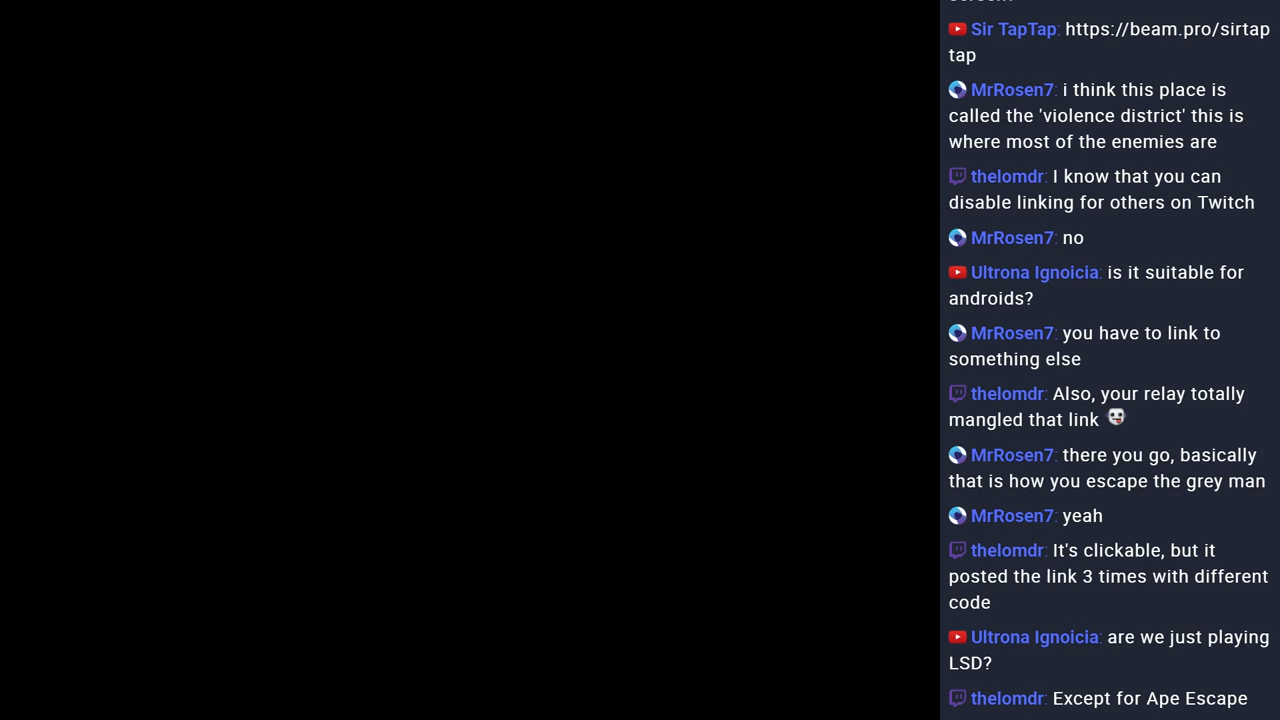 Sir TapTap: https://beam.pro/sirtap
tap
MrRosen7: i think this place is
called the 'violence district' this is
where most of the enemies are
thelomdr: I know that you can
disable linking for others on Twitch
MrRosen7: no
Ultrona Ignoicia: is it suitable for
androids?
MrRosen7: you have to link to
something else
thelomdr: Also, your relay totally
mangled that link
MrRosen7: there you go, basically
that is how you escape the grey man
MrRosen7: yeah
thelomdr: It's clickable, but it
posted the link 3 times with different
code
Ultrona Ignoicia: are we just playing
LSD?
thelomdr: Except for Ape Escape